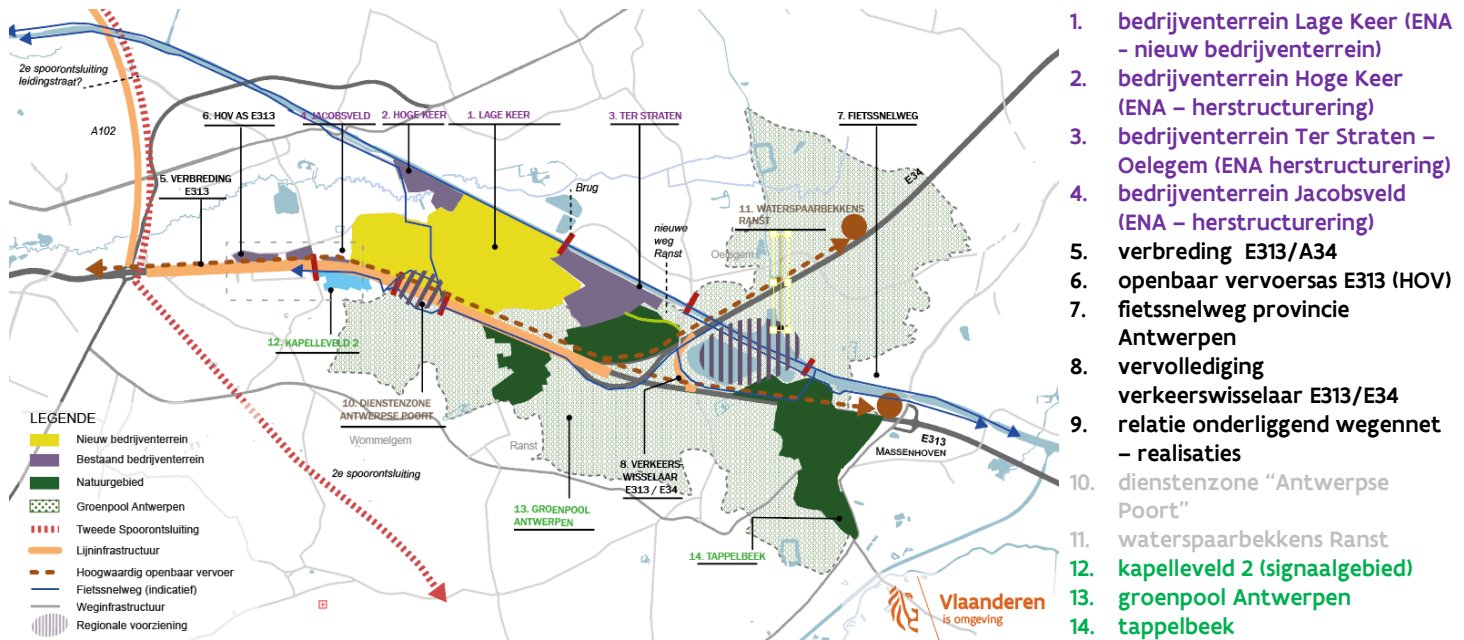 2e spoorontsluiting
leidingstraat?
A102
6. HOV AS E313
4. JACOBSVELD
2. HOGE KEER
1. LAGE KEER
3. TER STRATEN
7. FIETSSNELWEG
5. VERBREDING
E313
Brug
E34
11. WATERSPAARBEKKENS
RANST
nieuwe
weg
Ranst
Oelegem
12. KAPELLEVELD 2
10. DIENSTENZONE
ANTWERPSE POORT
Wommelgem
Ranst
2e spoorontsluiting
8. VERKEERS-
WISSELAAR
E313 / E34
E313
MASSENHOVEN
13. GROENPOOL
ANTWERPEN
14. TAPPELBEEK
LEGENDE
Nieuw bedrijventerrein
Bestaand bedrijventerrein
Natuurgebied
Groenpool Antwerpen
Tweede Spoorontsluiting
Lijninfrastructuur
Hoogwaardig openbaar vervoer
Fietssnelweg (indicatief)
Weginfrastructuur
Regionale voorziening
Vlaanderen
is omgeving
1. bedrijventerrein Lage Keer (ENA
- nieuw bedrijventerrein)
2. bedrijventerrein Hoge Keer
(ENA – herstructurering)
3. bedrijventerrein Ter Straten –
Oelegem (ENA herstructurering)
4. bedrijventerrein Jacobsveld
(ENA – herstructurering)
5. verbreding E313/A34
6. openbaar vervoersas E313 (HOV)
7. fietssnelweg provincie
Antwerpen
8. vervollediging
verkeerswisselaar E313/E34
9. relatie onderliggend wegennet
– realisaties
10. dienstenzone “Antwerpse
Poort”
11. waterspaarbekkens Ranst
12. kapelleveld 2 (signaalgebied)
13. groenpool Antwerpen
14. tappelbeek